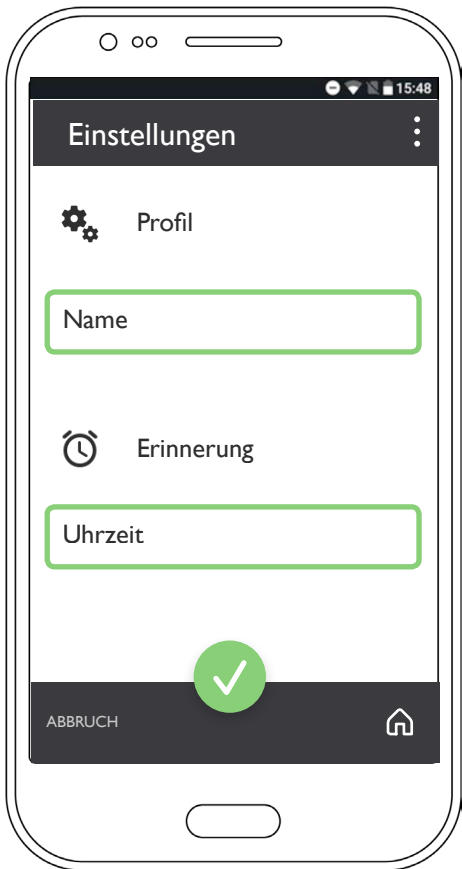 15:48
Einstellungen
Profil
Name
Erinnerung
Uhrzeit
ABBRUCH